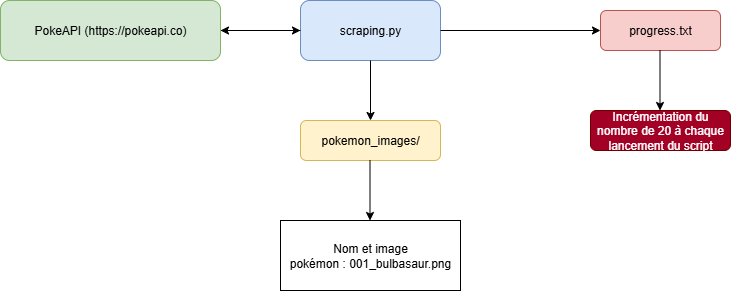 PokeAPI (https://pokeapi.co)
scraping.py
progress.txt
Incrémentation du
nombre de 20 à chaque
lancement du script
pokemon_images/
Nom et image
pokémon : 001_bulbasaur.png